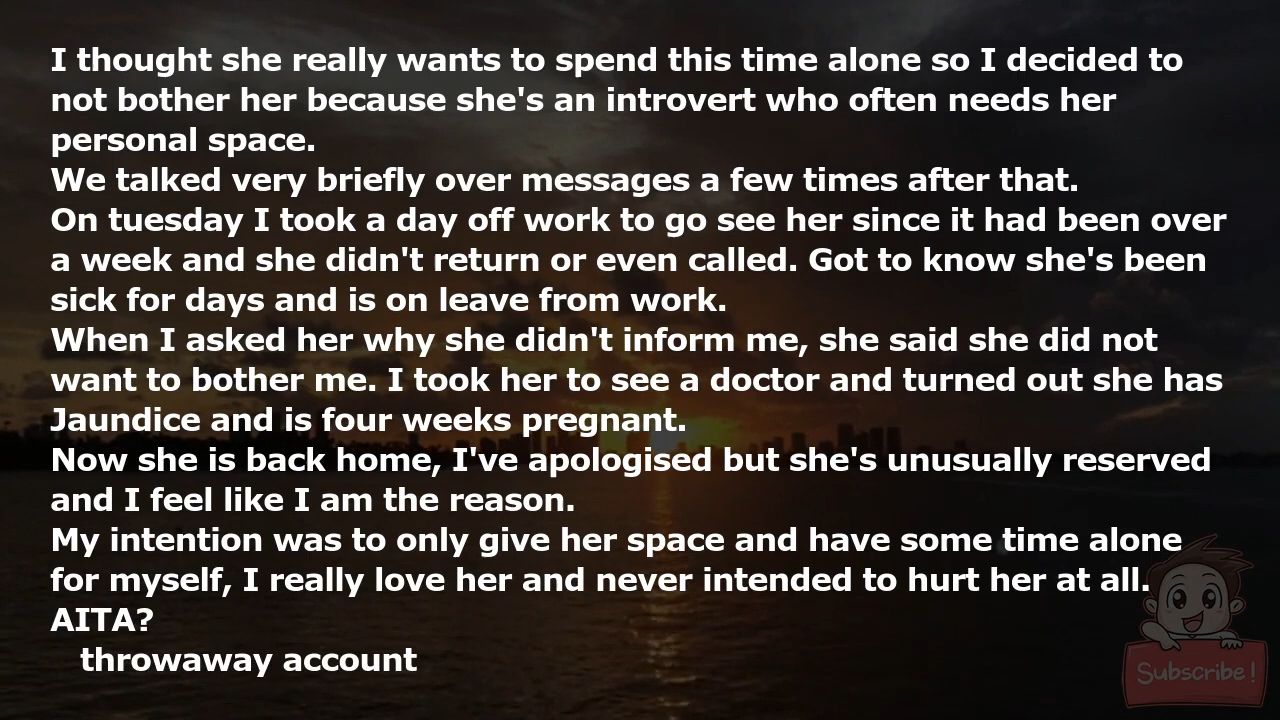 I thought she really wants to spend this time alone so I decided to
not bother her because she's an introvert who often needs her
personal space.
We talked very briefly over messages a few times after that.
On tuesday I took a day off work to go see her since it had been over
a week and she didn't return or even called. Got to know she's been
sick for days and is on leave from work.
When I asked her why she didn't inform me, she said she did not
want to bother me. I took her to see a doctor and turned out she has
Jaundice and is four weeks pregnant.
Now she is back home, I've apologised but she's unusually reserved
and I feel like I am the reason.
My intention was to only give her space and have some time alone
for myself, I really love her and never intended to hurt her at all.
AITA?
throwaway account
Subscribe!